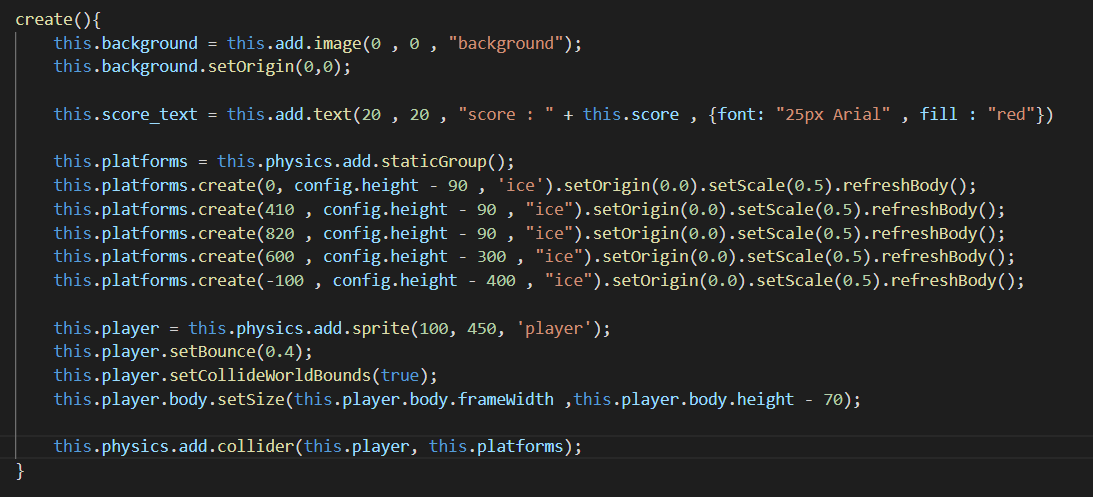 create(){
this.background = this.add.image(0 , 0 , "background");
this.background.setOrigin(0,0);
this.score_text = this.add.text(20 , 20 , "score : " + this.score , {font: "25px Arial" , fill : "red"})
this.platforms = this.physics.add.staticGroup();
this.platforms.create(0, config.height - 90 , 'ice').setOrigin(0.0).setScale(0.5).refreshBody();
this.platforms.create(410 , config.height - 90 , "ice").setOrigin(0.0).setScale(0.5).refreshBody();
this.platforms.create(820 , config.height - 90 , "ice").setOrigin(0.0).setScale(0.5).refreshBody();
this.platforms.create(600 , config.height - 300 , "ice").setOrigin(0.0).setScale(0.5).refreshBody();
this.platforms.create(-100 , config.height - 400 , "ice").setOrigin(0.0).setScale(0.5).refreshBody();
this.player = this.physics.add.sprite(100, 450, 'player');
this.player.setBounce(0.4);
this.player.setCollideWorldBounds(true);
this.player.body.setSize(this.player.body.frameWidth ,this.player.body.height - 70);
this.physics.add.collider(this.player, this.platforms);
}